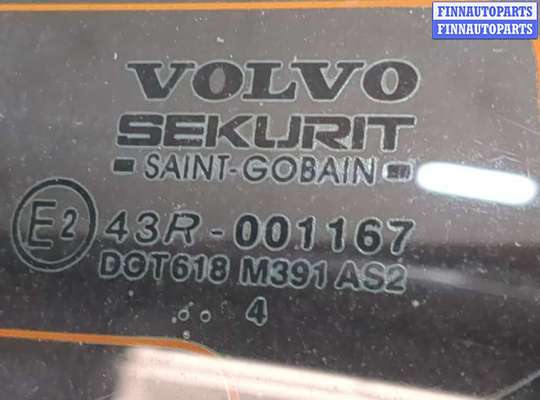 FINNAUTOPARTS
FINNAUTOPARTS
VOLVO
SEKURIT
SAINT-GOBAIN
E2 43R-001167
DOT618 M391 AS2
.. 4